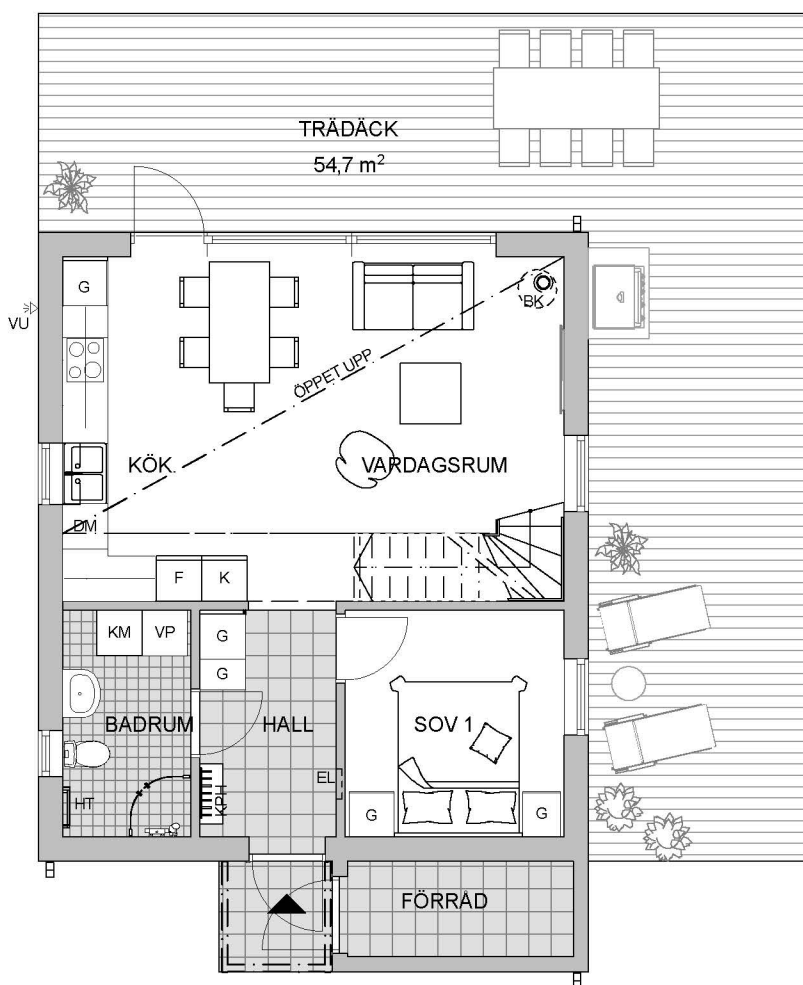 TRÄDÄCK
54,7 m²
G
BK
VU
ÖPPET UPP
KÖK
VARDAGSRUM
DM
F
K
KM
VP
G
G
BADRUM
HALL
SOV 1
EL
HT
KPH
G
G
FÖRRÅD